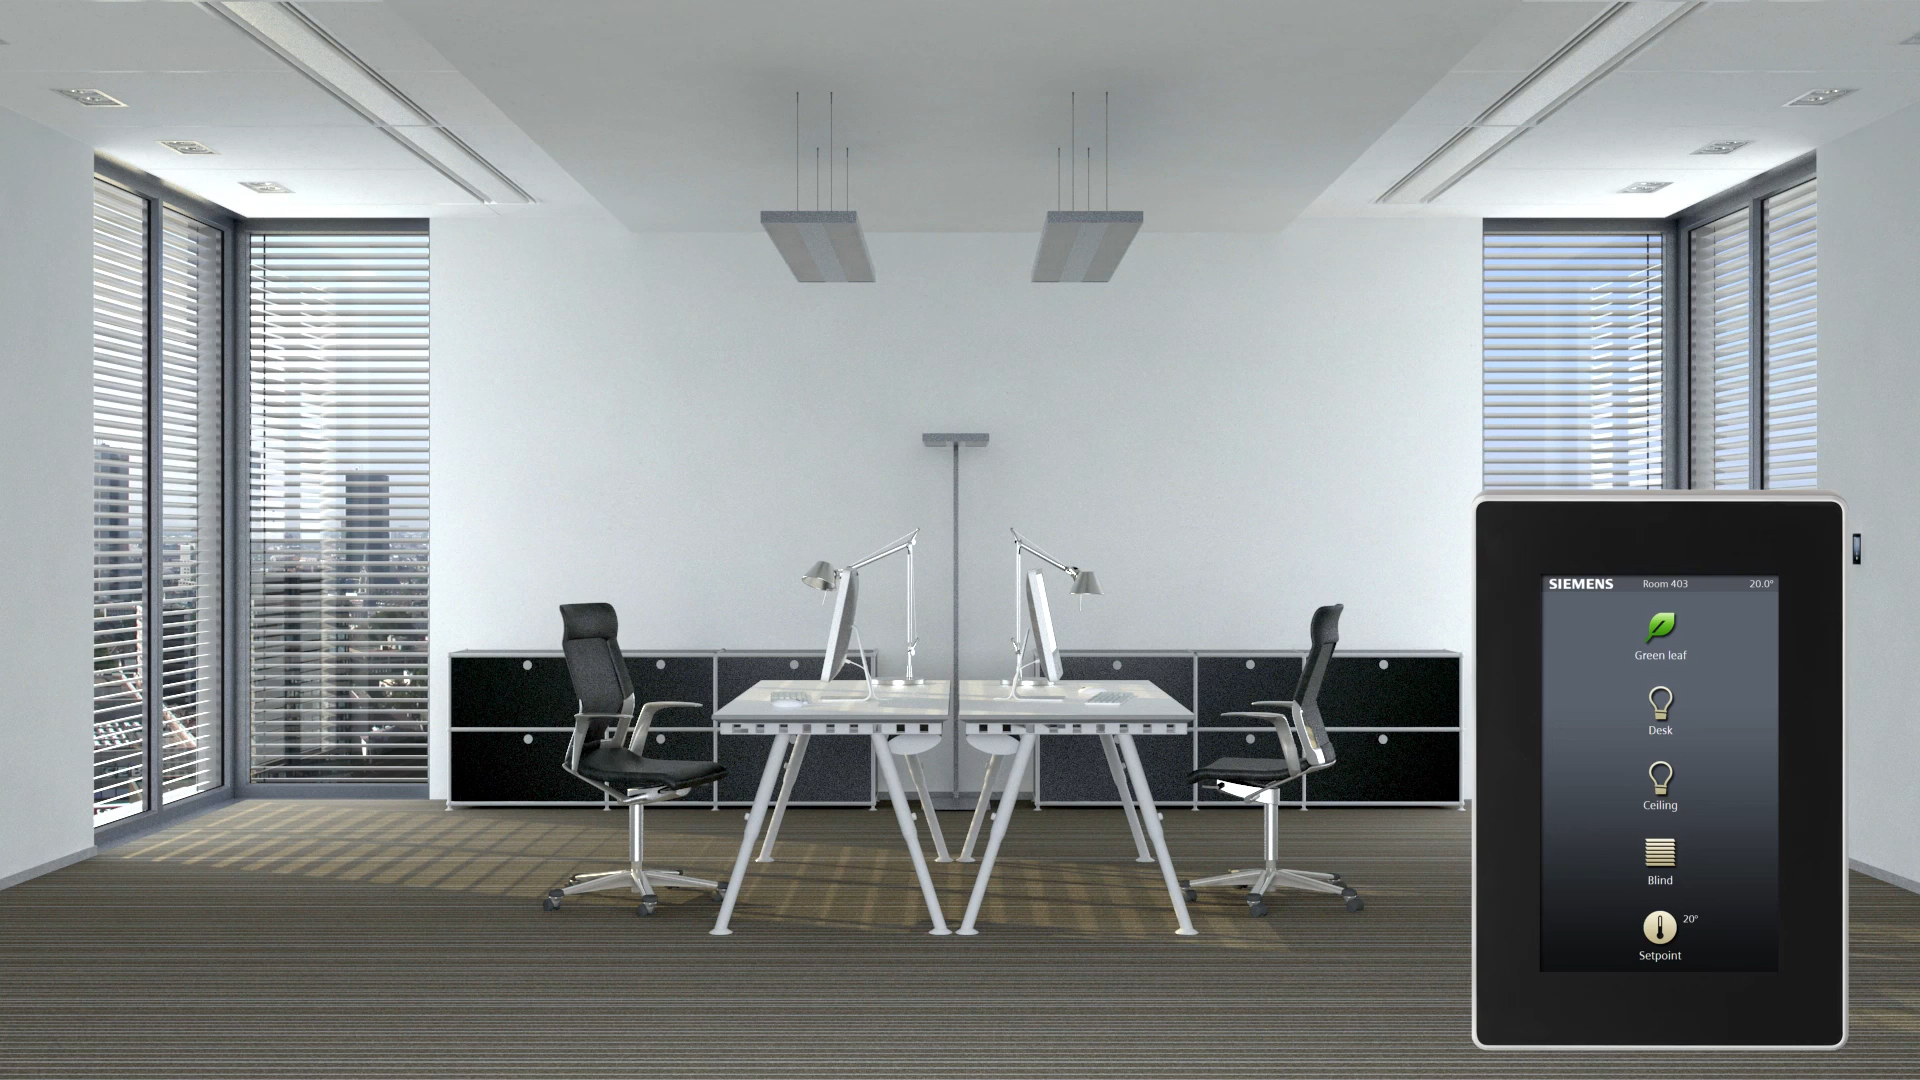 SIEMENS Room 403 20.0°
Green leaf
Desk
Ceiling
Blind
20°
Setpoint